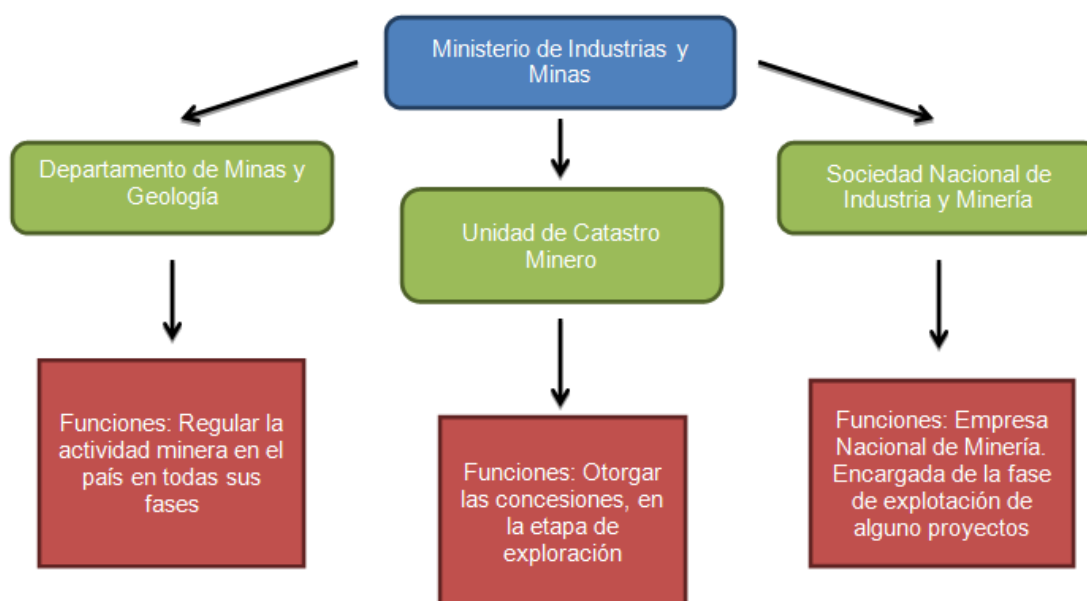 Ministerio de Industrias y
Minas
Departamento de Minas y
Geología
Unidad de Catastro
Minero
Sociedad Nacional de
Industria y Minería
Funciones: Regular la
actividad minera en el
país en todas sus
fases
Funciones: Otorgar
las concesiones, en
la etapa de
exploración
Funciones: Empresa
Nacional de Minería.
Encargada de la fase
de explotación de
alguno proyectos